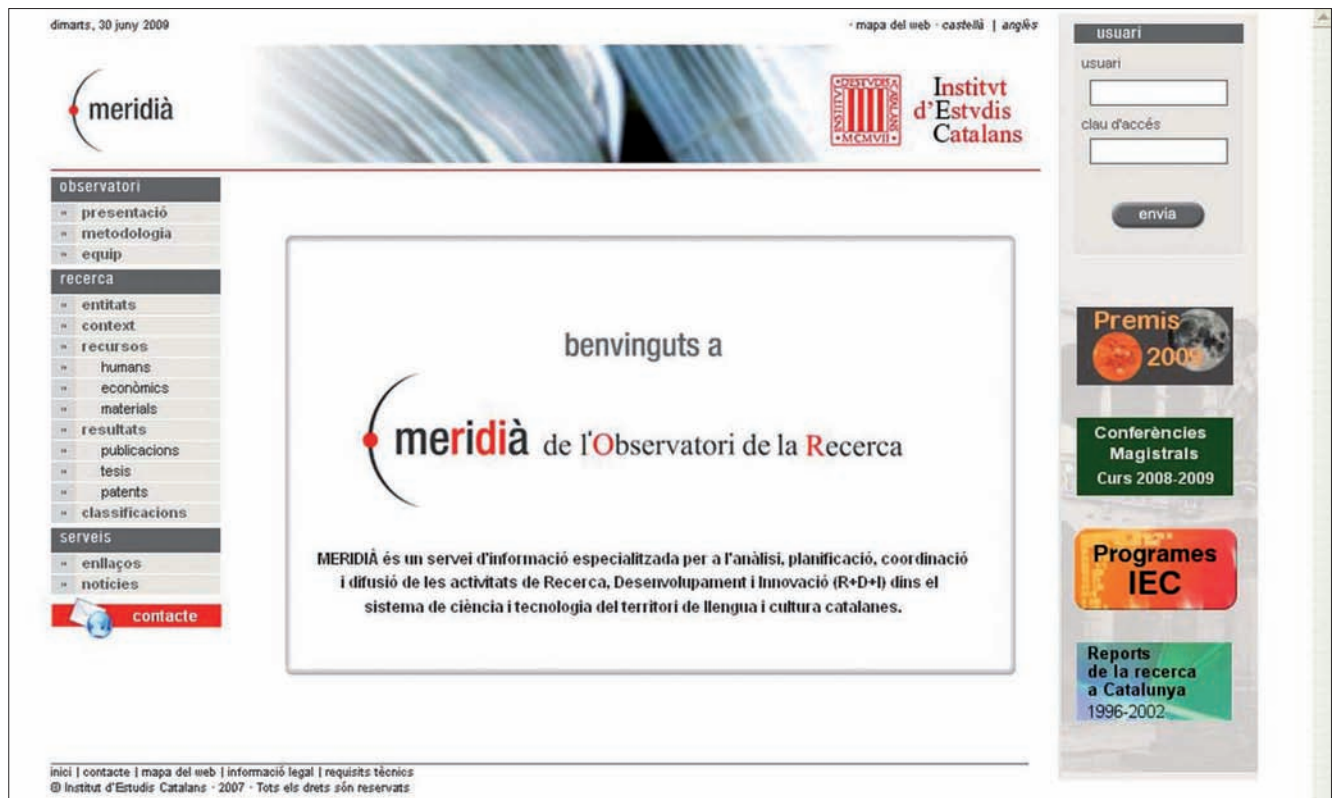 dimarts, 30 juny 2009
· mapa del web · castellà | anglès
meridià
Institvt
d'Estvdis
Catalans
observatori
» presentació
» metodologia
» equip
recerca
» entitats
» context
» recursos
» humans
» econòmics
» materials
» resultats
» publicacions
» tesis
» patents
» classificacions
serveis
» enllaços
» notícies
contacte
benvinguts a
meridià de l'Observatori de la Recerca
MERIDIÀ és un servei d'informació especialitzada per a l'anàlisi, planificació, coordinació
i difusió de les activitats de Recerca, Desenvolupament i Innovació (R+D+I) dins el
sistema de ciència i tecnologia del territori de llengua i cultura catalanes.
usuari
usuari
clau d'accés
envia
Premis
2009
Conferències
Magistrals
Curs 2008-2009
Programes
IEC
Reports
de la recerca
a Catalunya
1996-2002
inici | contacte | mapa del web | informació legal | requisits tècnics
© Institut d'Estudis Catalans · 2007 · Tots els drets són reservats